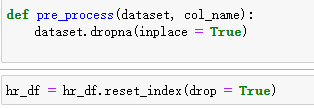 def pre_process(dataset, col_name):
    dataset.dropna(inplace = True)
hr_df = hr_df.reset_index(drop = True)